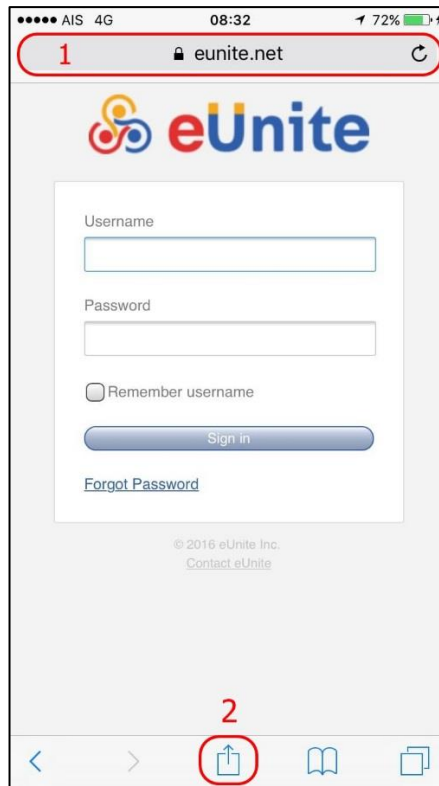 AIS 4G 08:32 72%
1 eunite.net
eUnite
Username
Password
Remember username
Sign in
Forgot Password
© 2016 eUnite Inc.
Contact eUnite
2